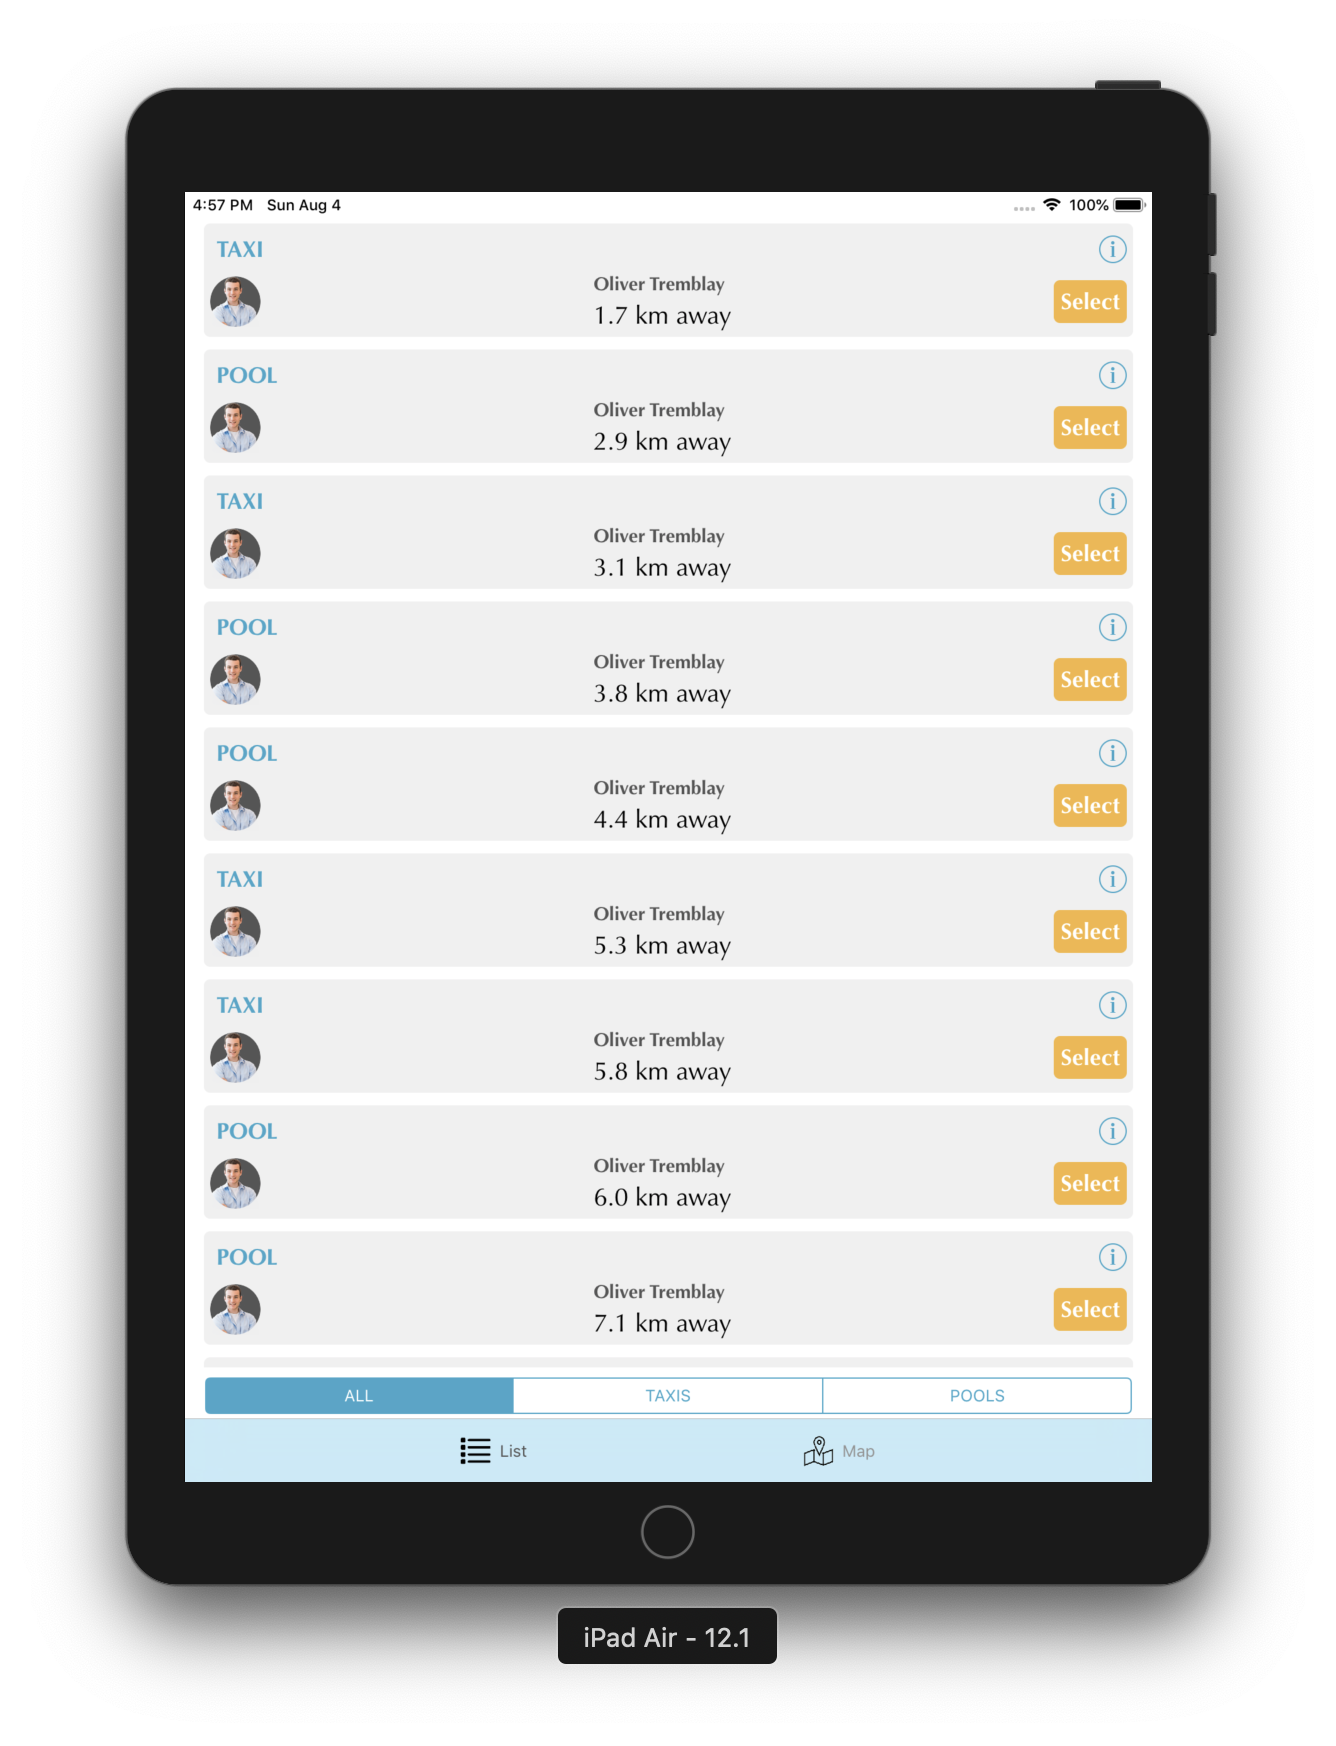 4:57 PM Sun Aug 4 100%
TAXI
Oliver Tremblay
1.7 km away
Select
POOL
Oliver Tremblay
2.9 km away
Select
TAXI
Oliver Tremblay
3.1 km away
Select
POOL
Oliver Tremblay
3.8 km away
Select
POOL
Oliver Tremblay
4.4 km away
Select
TAXI
Oliver Tremblay
5.3 km away
Select
TAXI
Oliver Tremblay
5.8 km away
Select
POOL
Oliver Tremblay
6.0 km away
Select
POOL
Oliver Tremblay
7.1 km away
Select
ALL TAXIS POOLS
List Map
iPad Air - 12.1